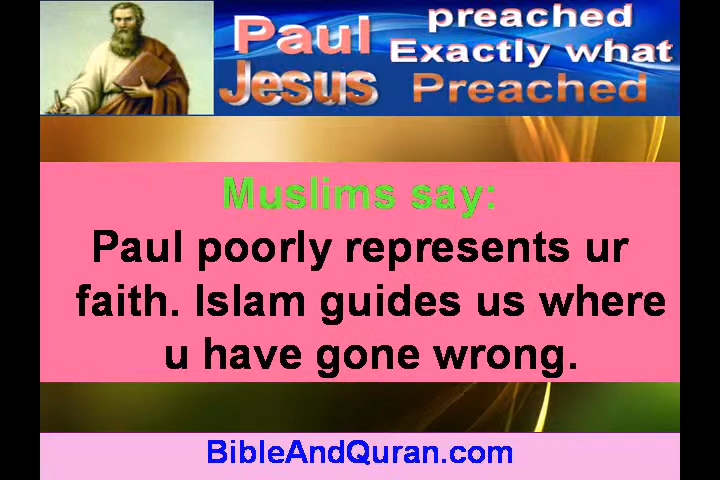 Paul preached
Exactly what
Jesus Preached
Muslims say:
Paul poorly represents ur
faith. Islam guides us where
u have gone wrong.
BibleAndQuran.com